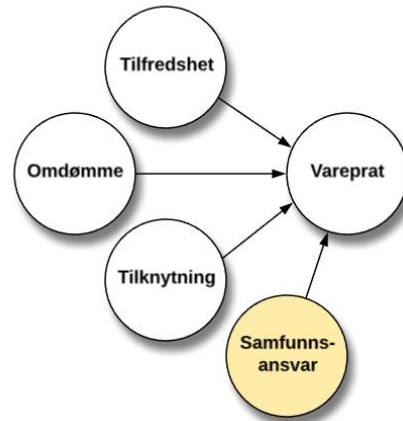 Tilfredshet
Omdømme
Vareprat
Tilknytning
Samfunns-
ansvar